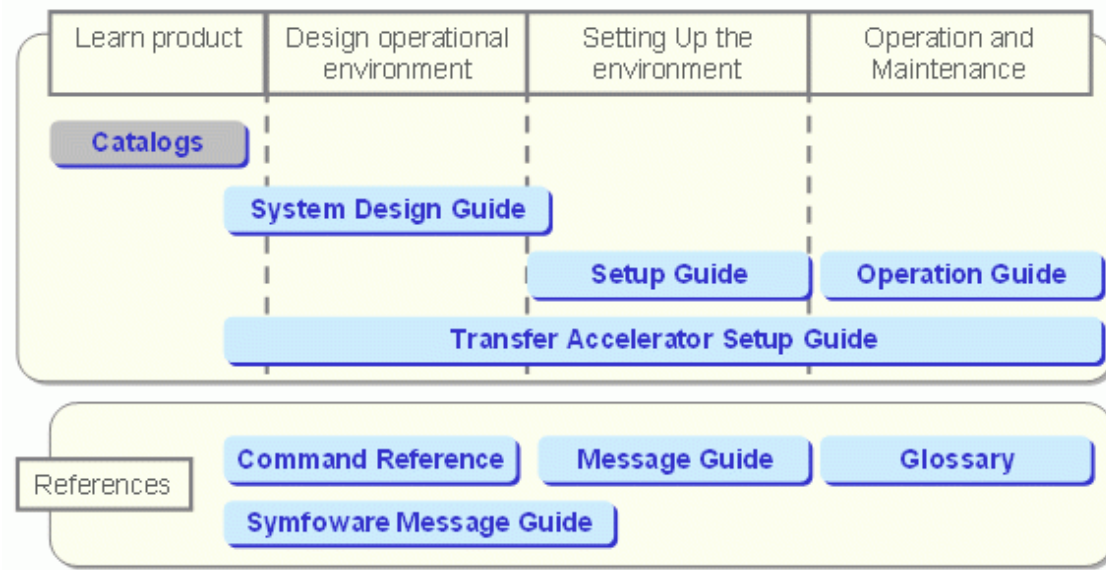 Learn product
Design operational
environment
Setting Up the
environment
Operation and
Maintenance
Catalogs
System Design Guide
Setup Guide
Operation Guide
Transfer Accelerator Setup Guide
References
Command Reference
Message Guide
Glossary
Symfoware Message Guide